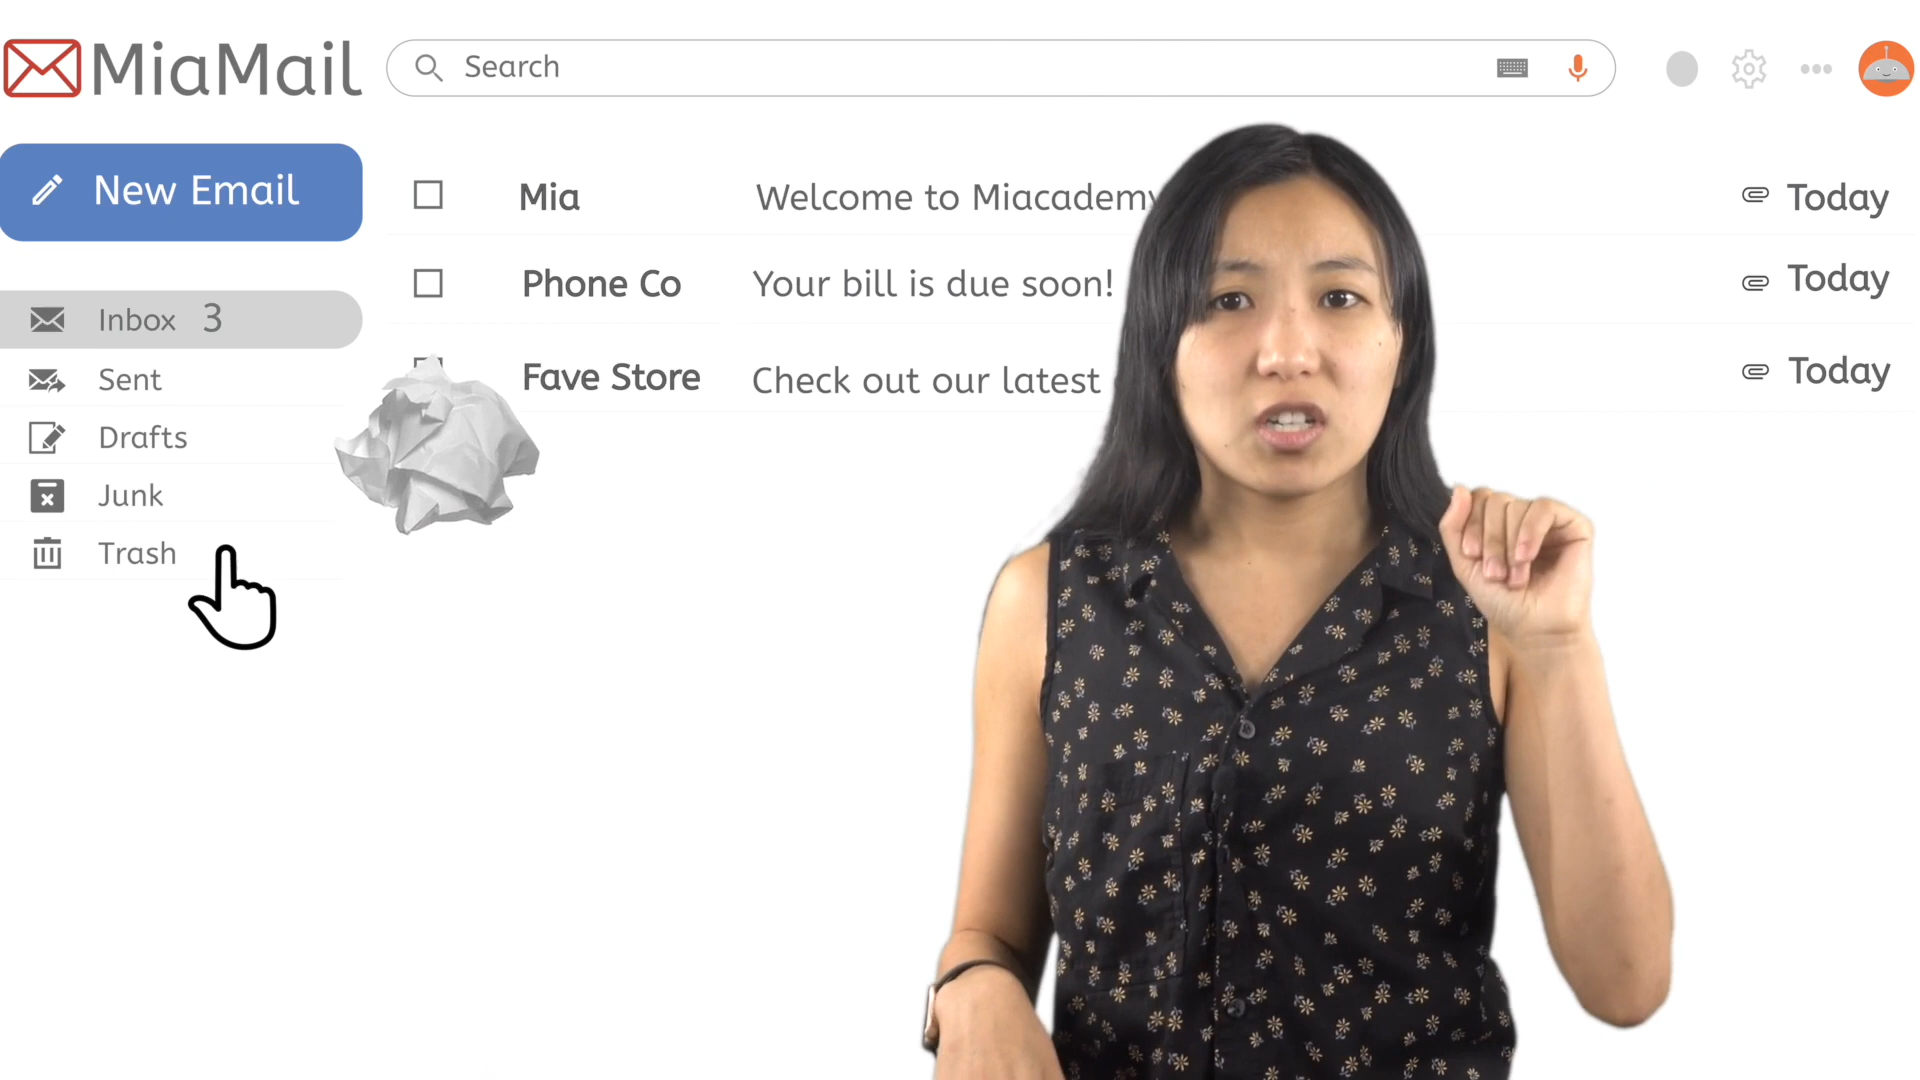 MiaMail
Search
New Email
Inbox 3
Sent
Drafts
Junk
Trash
Mia Welcome to Miacademy Today
Phone Co Your bill is due soon! Today
Fave Store Check out our latest Today